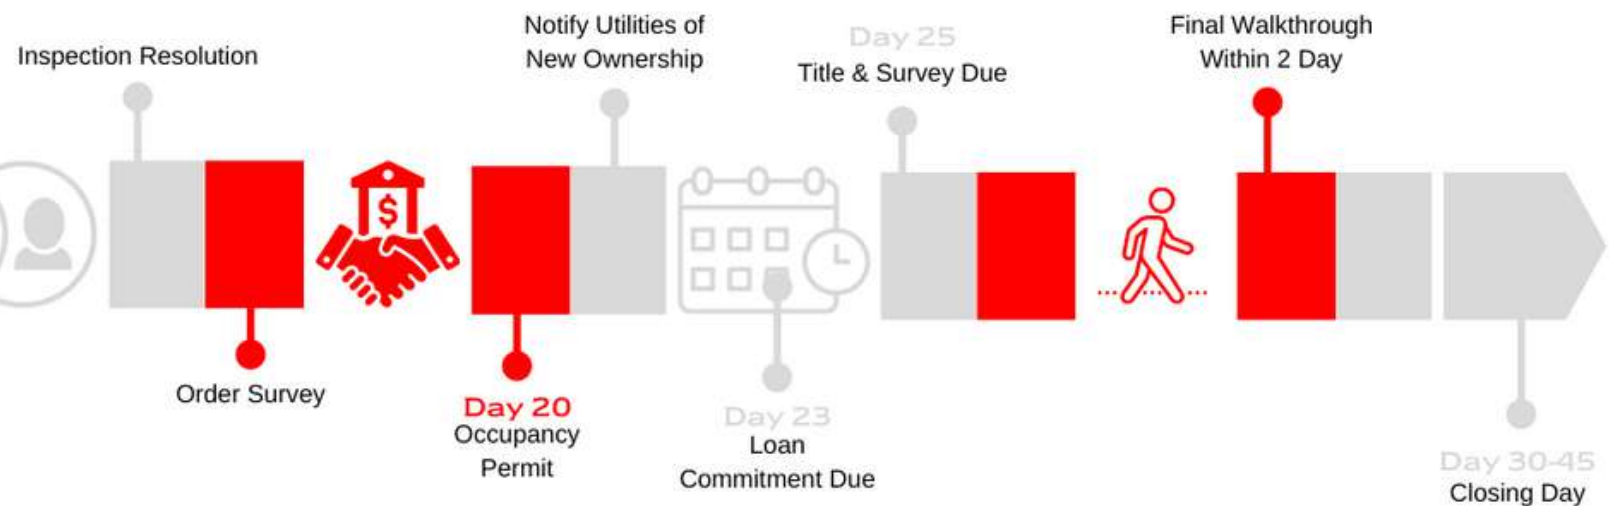 Inspection Resolution
Order Survey
$
Day 20
Occupancy
Permit
Notify Utilities of
New Ownership
Day 23
Loan
Commitment Due
Day 25
Title & Survey Due
Final Walkthrough
Within 2 Day
Day 30-45
Closing Day